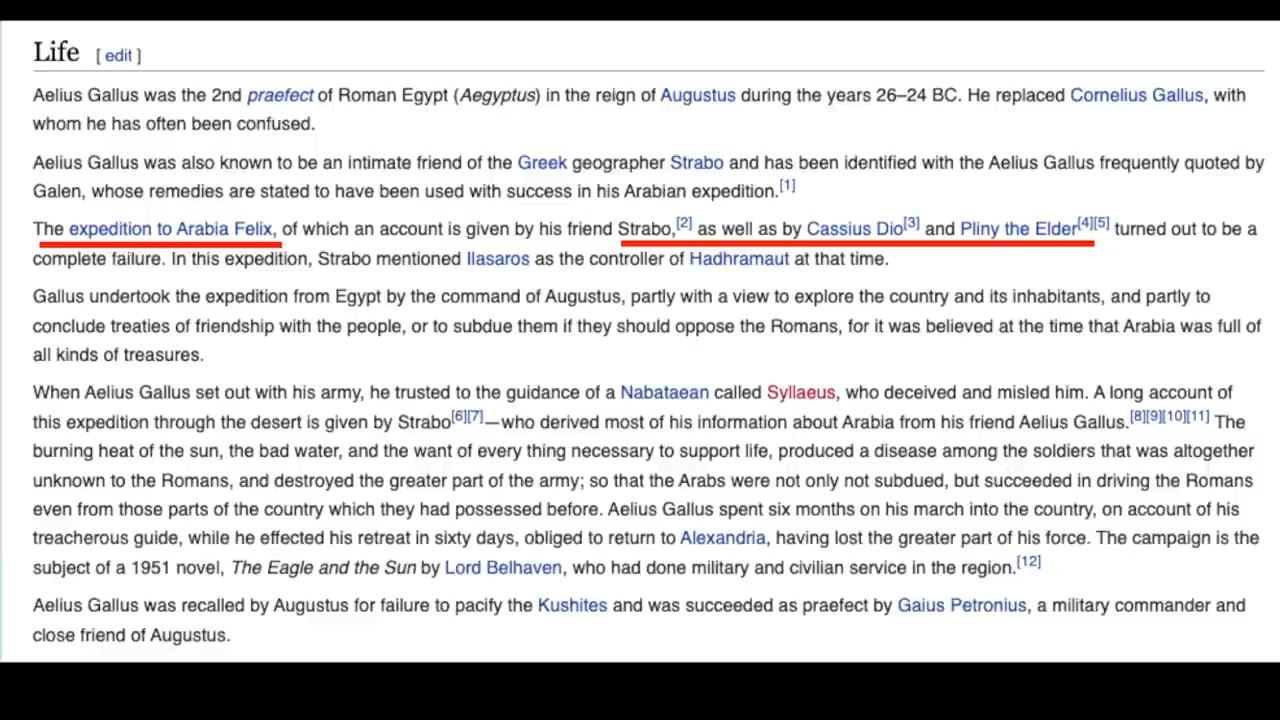 Life [ edit ]
Aelius Gallus was the 2nd praefect of Roman Egypt (Aegyptus) in the reign of Augustus during the years 26–24 BC. He replaced Cornelius Gallus, with
whom he has often been confused.
Aelius Gallus was also known to be an intimate friend of the Greek geographer Strabo and has been identified with the Aelius Gallus frequently quoted by
Galen, whose remedies are stated to have been used with success in his Arabian expedition.[1]
The expedition to Arabia Felix, of which an account is given by his friend Strabo,[2] as well as by Cassius Dio[3] and Pliny the Elder[4][5] turned out to be a
complete failure. In this expedition, Strabo mentioned Ilasaros as the controller of Hadhramaut at that time.
Gallus undertook the expedition from Egypt by the command of Augustus, partly with a view to explore the country and its inhabitants, and partly to
conclude treaties of friendship with the people, or to subdue them if they should oppose the Romans, for it was believed at the time that Arabia was full of
all kinds of treasures.
When Aelius Gallus set out with his army, he trusted to the guidance of a Nabataean called Syllaeus, who deceived and misled him. A long account of
this expedition through the desert is given by Strabo[6][7]—who derived most of his information about Arabia from his friend Aelius Gallus.[8][9][10][11] The
burning heat of the sun, the bad water, and the want of every thing necessary to support life, produced a disease among the soldiers that was altogether
unknown to the Romans, and destroyed the greater part of the army; so that the Arabs were not only not subdued, but succeeded in driving the Romans
even from those parts of the country which they had possessed before. Aelius Gallus spent six months on his march into the country, on account of his
treacherous guide, while he effected his retreat in sixty days, obliged to return to Alexandria, having lost the greater part of his force. The campaign is the
subject of a 1951 novel, The Eagle and the Sun by Lord Belhaven, who had done military and civilian service in the region.[12]
Aelius Gallus was recalled by Augustus for failure to pacify the Kushites and was succeeded as praefect by Gaius Petronius, a military commander and
close friend of Augustus.